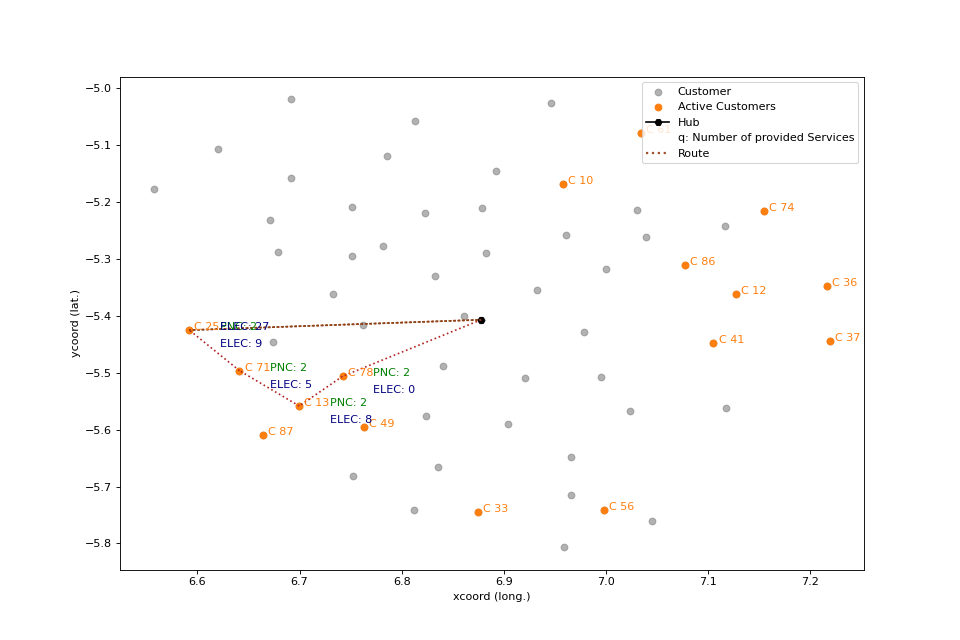 Customer
Active Customers
Hub
q: Number of provided Services
Route
−5.0
−5.1
−5.2
−5.3
−5.4
−5.5
−5.6
−5.7
−5.8
ycoord (lat.)
C 10
C 74
C 86
C 36
C 12
C 41
C 37
C 25
ELEC: 9
C 71
PNC: 2
ELEC: 5
C 78
PNC: 2
ELEC: 0
C 13
PNC: 2
ELEC: 8
C 49
C 87
C 33
C 56
6.6
6.7
6.8
6.9
7.0
7.1
7.2
xcoord (long.)